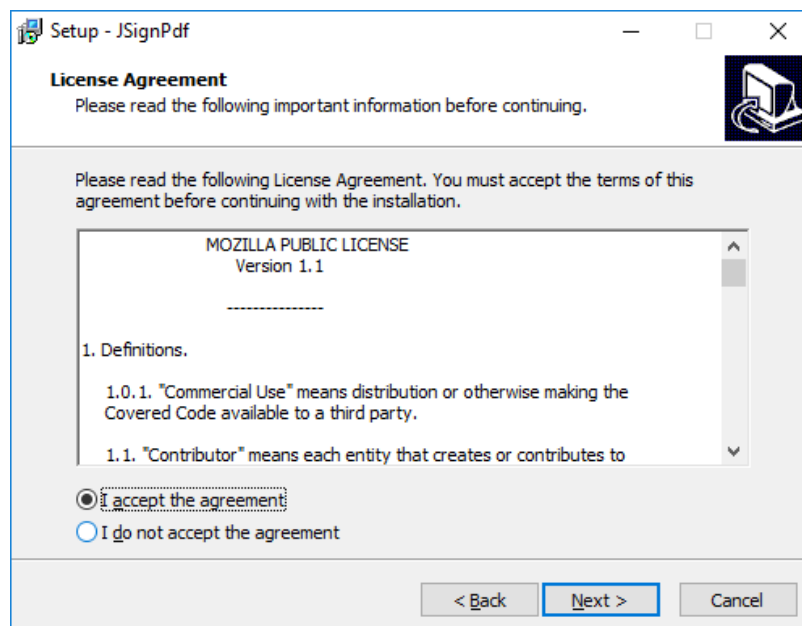 Setup - JSignPdf
License Agreement
Please read the following important information before continuing.
Please read the following License Agreement. You must accept the terms of this
agreement before continuing with the installation.
MOZILLA PUBLIC LICENSE
Version 1.1
---------------
1. Definitions.
1.0.1. "Commercial Use" means distribution or otherwise making the
Covered Code available to a third party.
1.1. "Contributor" means each entity that creates or contributes to
I accept the agreement
I do not accept the agreement
< Back
Next >
Cancel